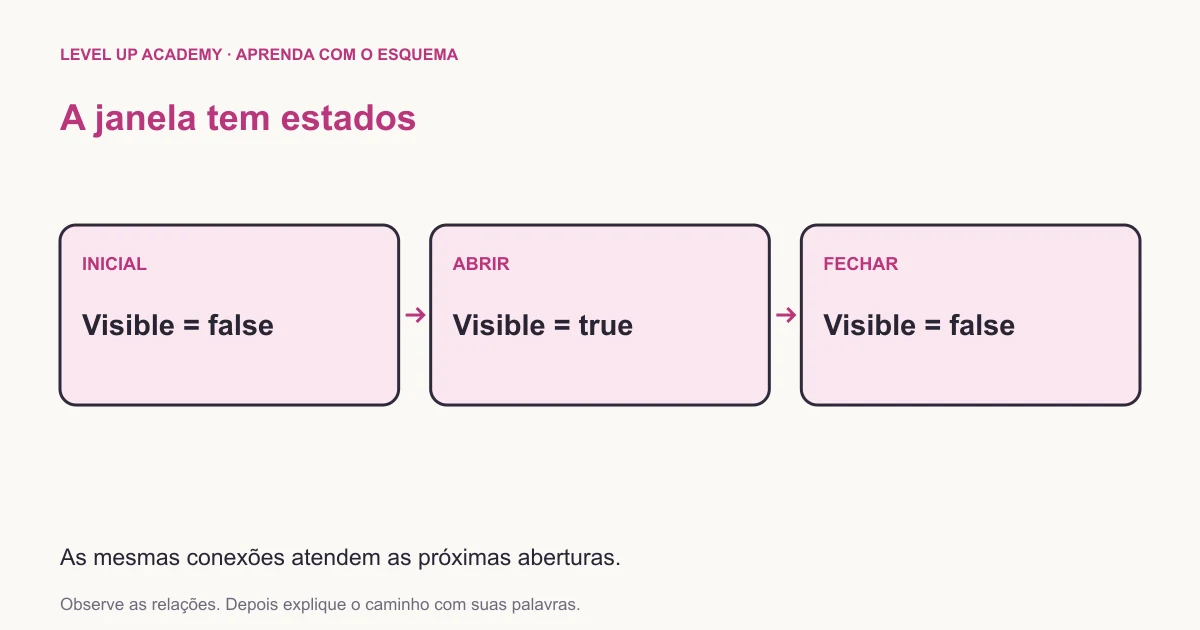 LEVEL UP ACADEMY · APRENDA COM O ESQUEMA
A janela tem estados
INICIAL
Visible = false
ABRIR
Visible = true
FECHAR
Visible = false
As mesmas conexões atendem as próximas aberturas.
Observe as relações. Depois explique o caminho com suas palavras.